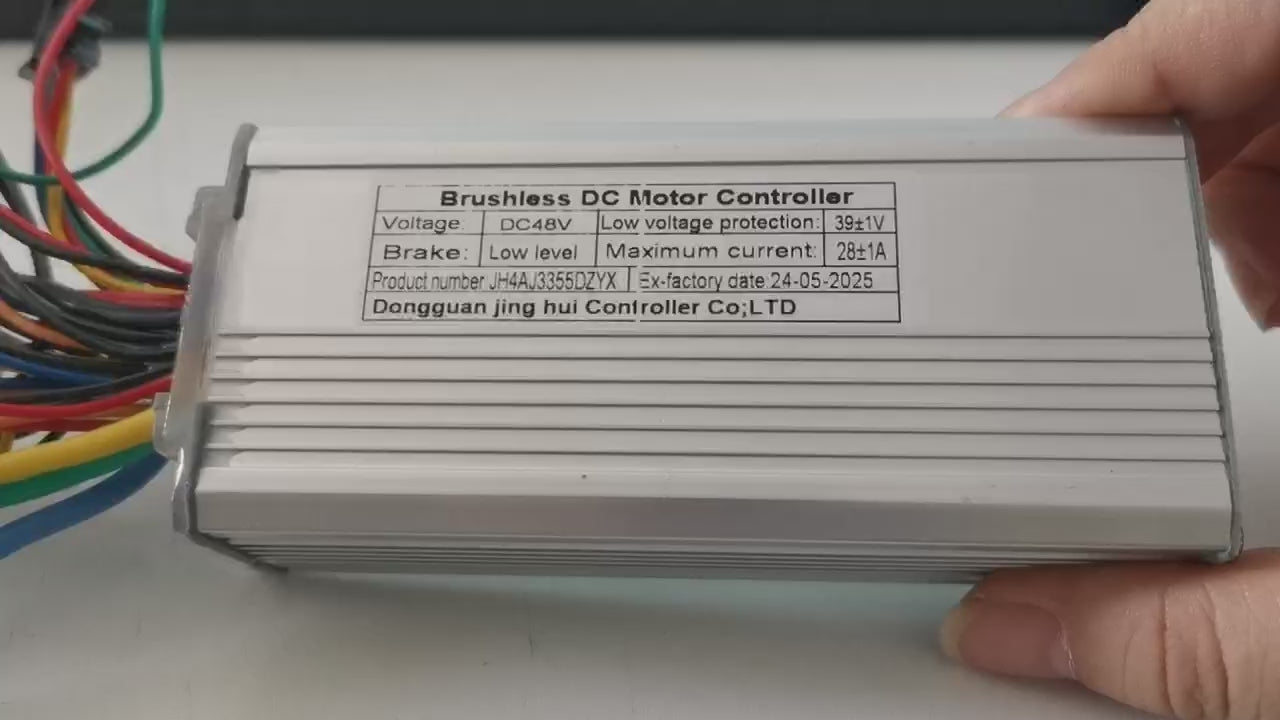 Brushless DC Motor Controller
Voltage: DC48V Low voltage protection: 39±1V
Brake: Low level Maximum current: 28±1A
Product number JH4AJ3355DZYX Ex-factory date:24-05-2025
Dongguan jing hui Controller Co;LTD